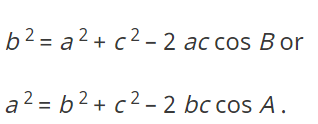 b² = a² + c² – 2 ac cos B or
a² = b² + c² – 2 bc cos A.